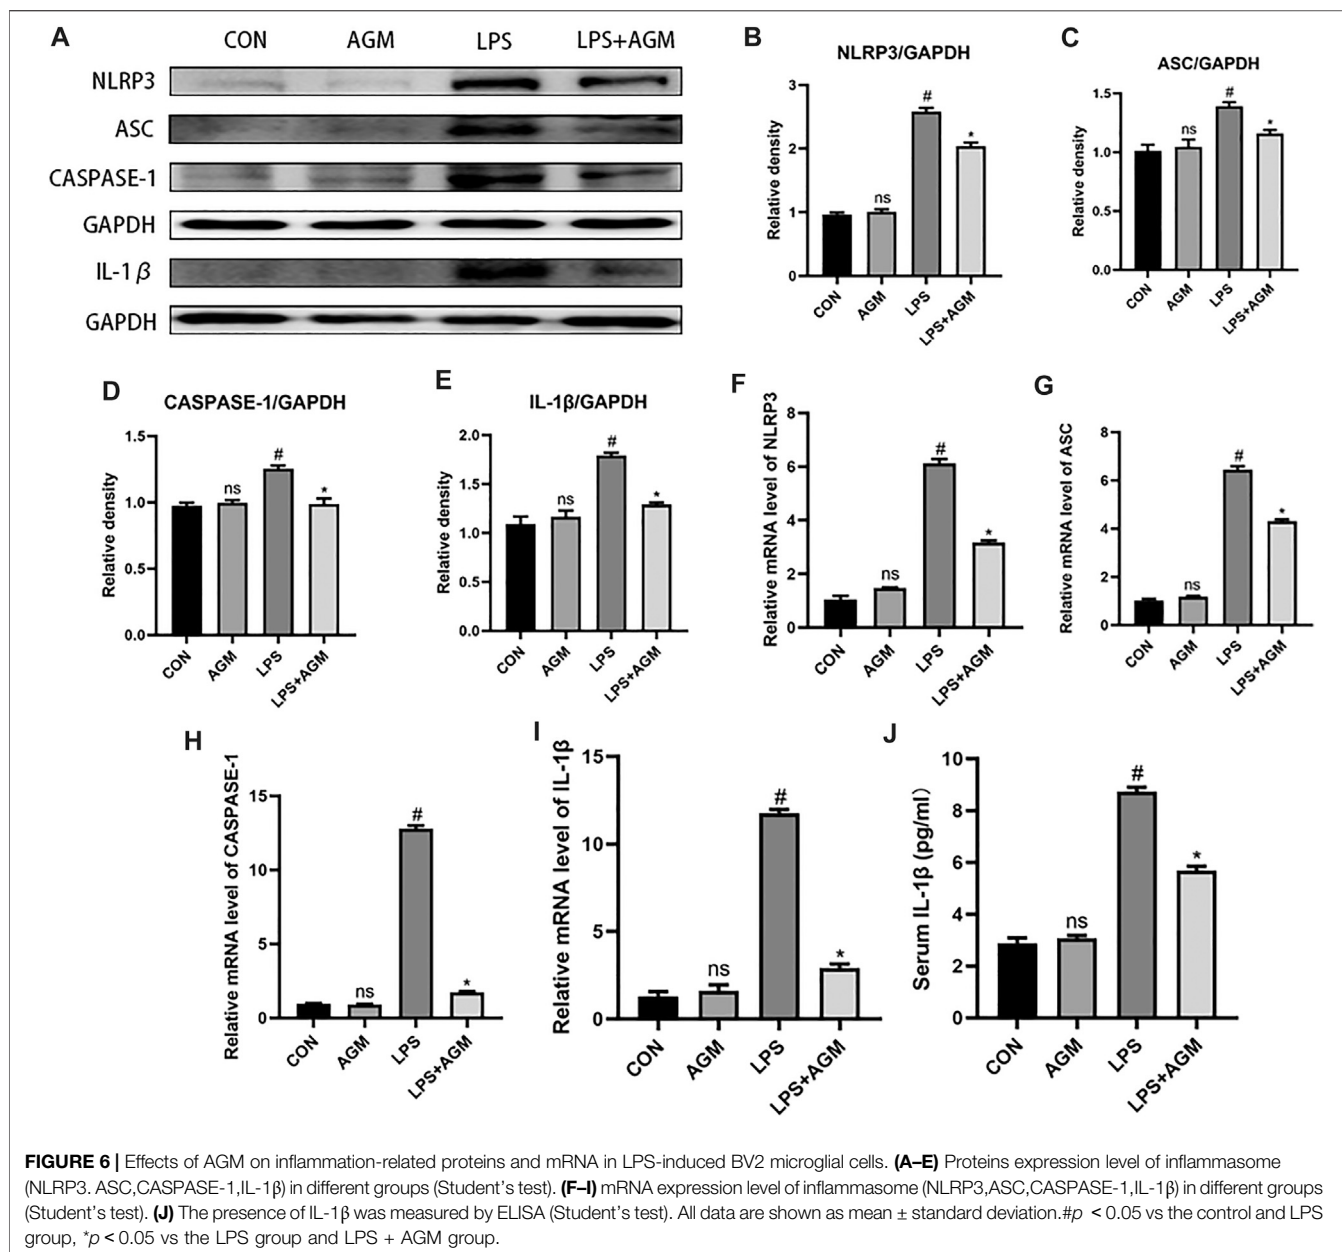 A
CON AGM LPS LPS+AGM
NLRP3
ASC
CASPASE-1
GAPDH
IL-1β
GAPDH
B
NLRP3/GAPDH
Relative density
3
2
1
0
ns
#
*
CON AGM LPS LPS+AGM
C
ASC/GAPDH
Relative density
1.5
1.0
0.5
0.0
ns
#
*
CON AGM LPS LPS+AGM
D
CASPASE-1/GAPDH
Relative density
1.5
1.0
0.5
0.0
ns
#
*
CON AGM LPS LPS+AGM
E
IL-1β/GAPDH
Relative density
2.0
1.5
1.0
0.5
0.0
ns
#
*
CON AGM LPS LPS+AGM
F
Relative mRNA level of NLRP3
8
6
4
2
0
ns
#
*
CON AGM LPS LPS+AGM
G
Relative mRNA level of ASC
8
6
4
2
0
ns
#
*
CON AGM LPS LPS+AGM
H
Relative mRNA level of CASPASE-1
15
10
5
0
ns
#
*
CON AGM LPS LPS+AGM
I
Relative mRNA level of IL-1β
15
10
5
0
ns
#
*
CON AGM LPS LPS+AGM
J
Serum IL-1β (pg/ml)
10
8
6
4
2
0
ns
#
*
CON AGM LPS LPS+AGM
FIGURE 6 | Effects of AGM on inflammation-related proteins and mRNA in LPS-induced BV2 microglial cells. (A–E) Proteins expression level of inflammasome
(NLRP3. ASC,CASPASE-1,IL-1β) in different groups (Student's test). (F–I) mRNA expression level of inflammasome (NLRP3,ASC,CASPASE-1,IL-1β) in different groups
(Student's test). (J) The presence of IL-1β was measured by ELISA (Student's test). All data are shown as mean ± standard deviation.#p < 0.05 vs the control and LPS
group, *p < 0.05 vs the LPS group and LPS + AGM group.